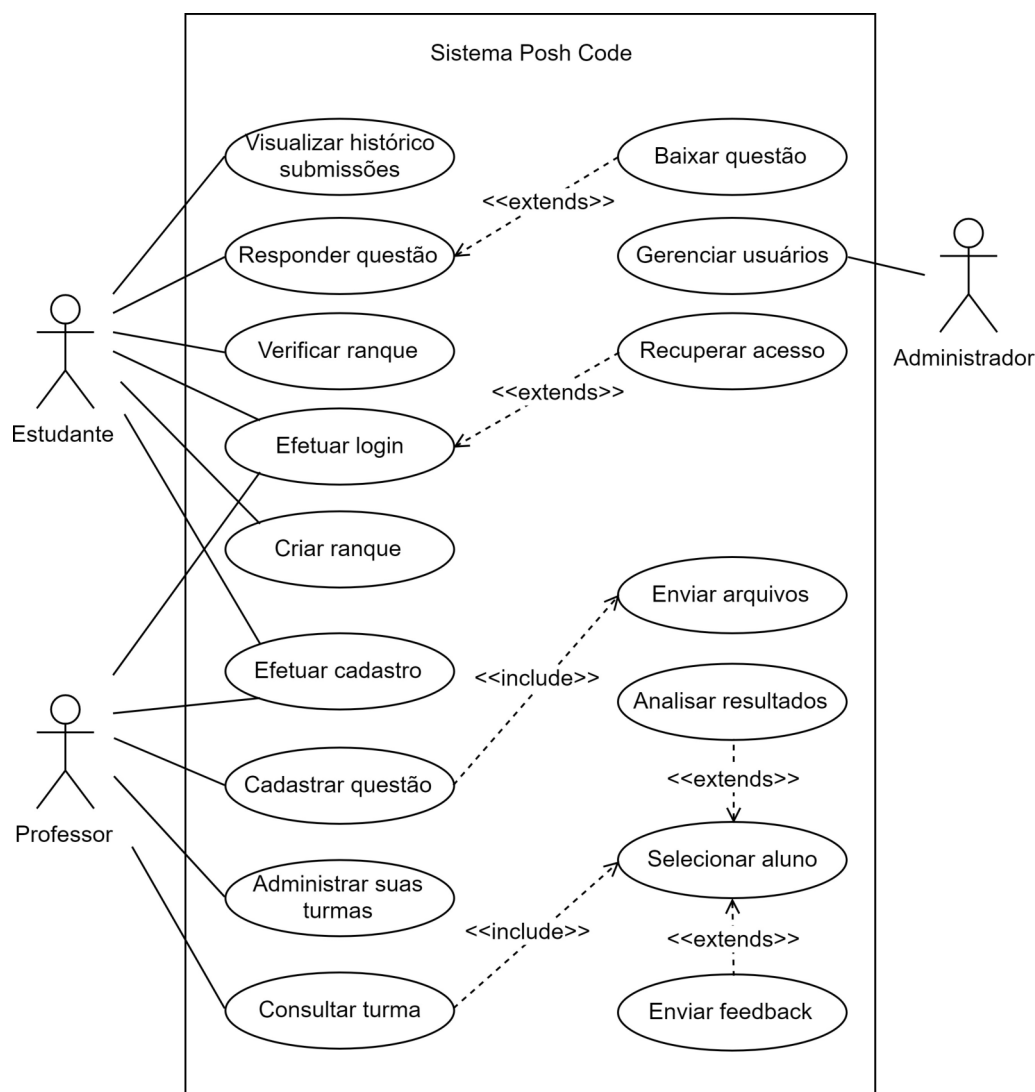 Sistema Posh Code
Visualizar histórico
submissões
Baixar questão
<<extends>>
Responder questão
Gerenciar usuários
Verificar ranque
Recuperar acesso
Administrador
<<extends>>
Estudante
Efetuar login
Criar ranque
Enviar arquivos
Efetuar cadastro
<<include>>
Analisar resultados
Cadastrar questão
<<extends>>
Professor
Selecionar aluno
Administrar suas
turmas
<<include>>
<<extends>>
Consultar turma
Enviar feedback